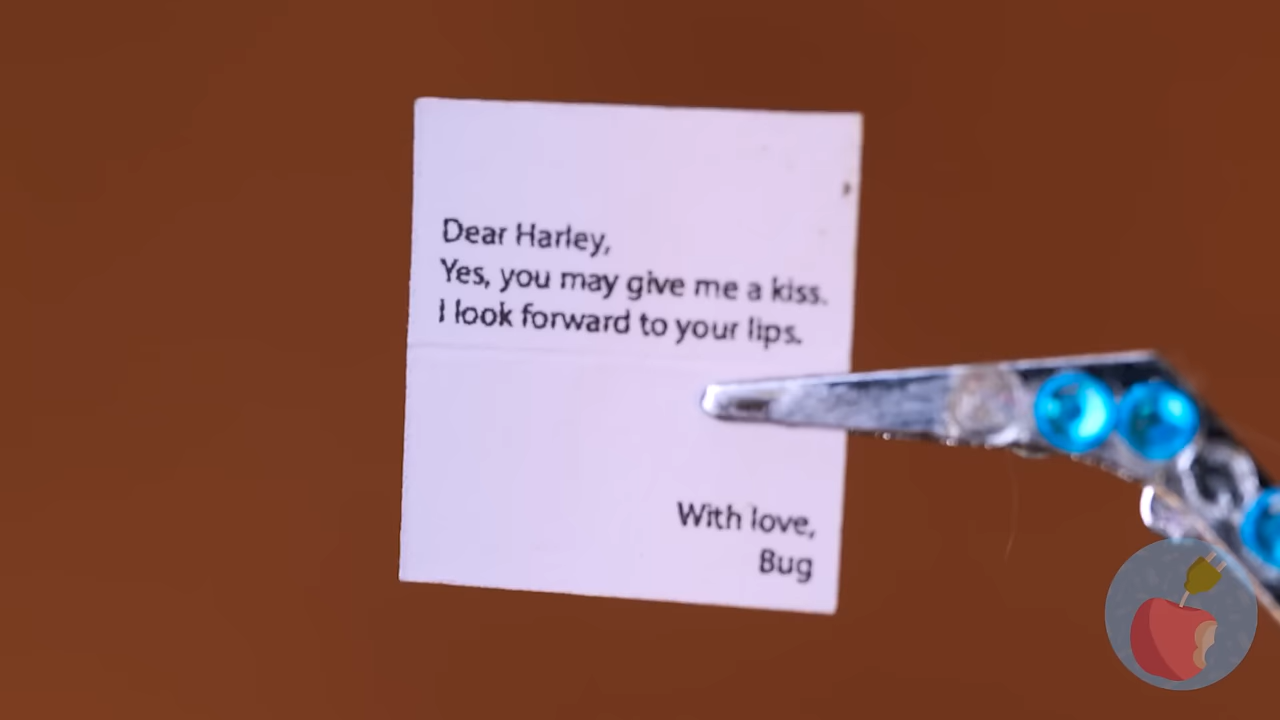 Dear Harley,
Yes, you may give me a kiss.
I look forward to your lips.
With love,
Bug